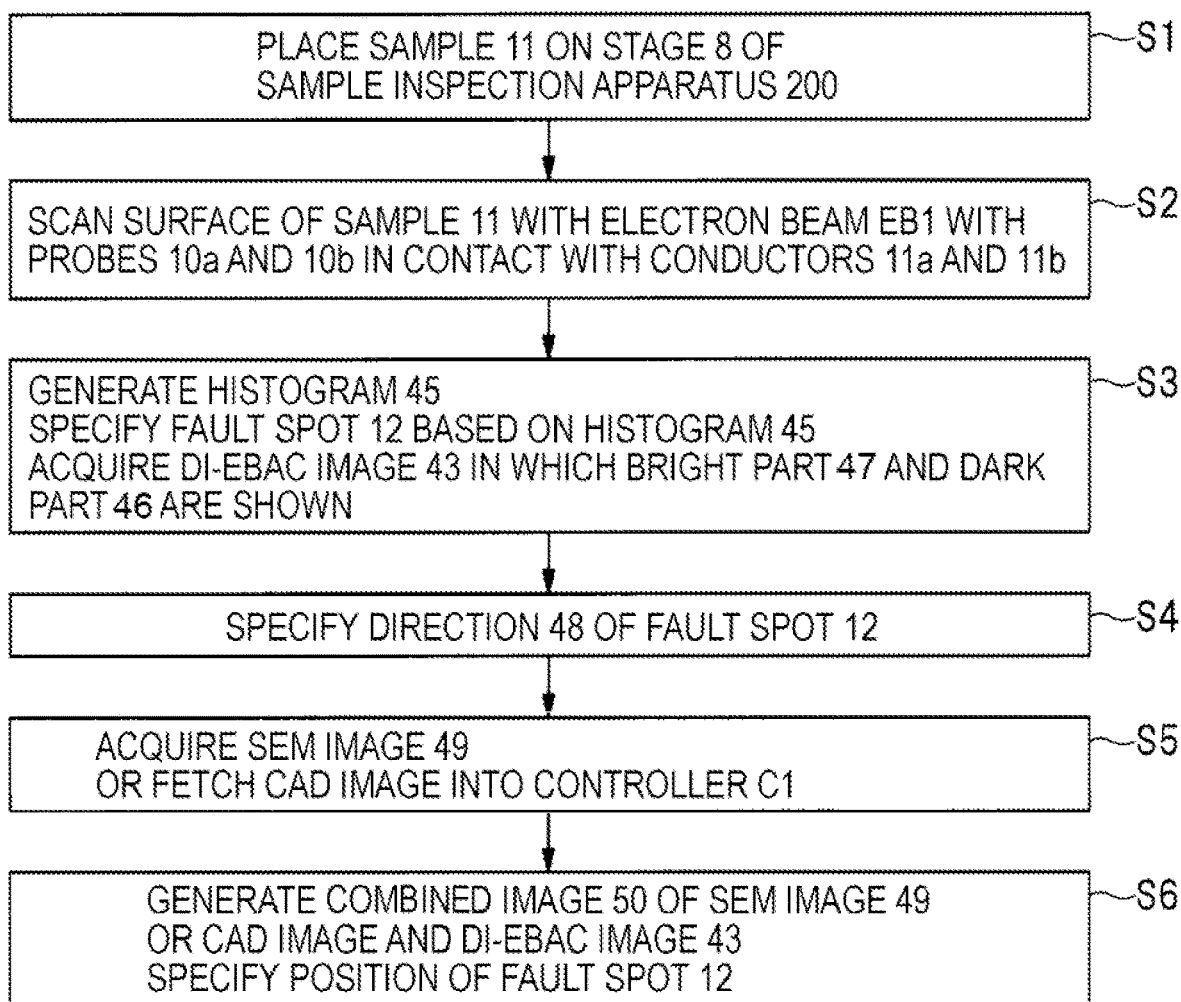 PLACE SAMPLE 11 ON STAGE 8 OF
SAMPLE INSPECTION APPARATUS 200
S1
SCAN SURFACE OF SAMPLE 11 WITH ELECTRON BEAM EB1 WITH
PROBES 10a AND 10b IN CONTACT WITH CONDUCTORS 11a AND 11b
S2
GENERATE HISTOGRAM 45
SPECIFY FAULT SPOT 12 BASED ON HISTOGRAM 45
ACQUIRE DI-EBAC IMAGE 43 IN WHICH BRIGHT PART 47 AND DARK
PART 46 ARE SHOWN
S3
SPECIFY DIRECTION 48 OF FAULT SPOT 12
S4
ACQUIRE SEM IMAGE 49
OR FETCH CAD IMAGE INTO CONTROLLER C1
S5
GENERATE COMBINED IMAGE 50 OF SEM IMAGE 49
OR CAD IMAGE AND DI-EBAC IMAGE 43
SPECIFY POSITION OF FAULT SPOT 12
S6